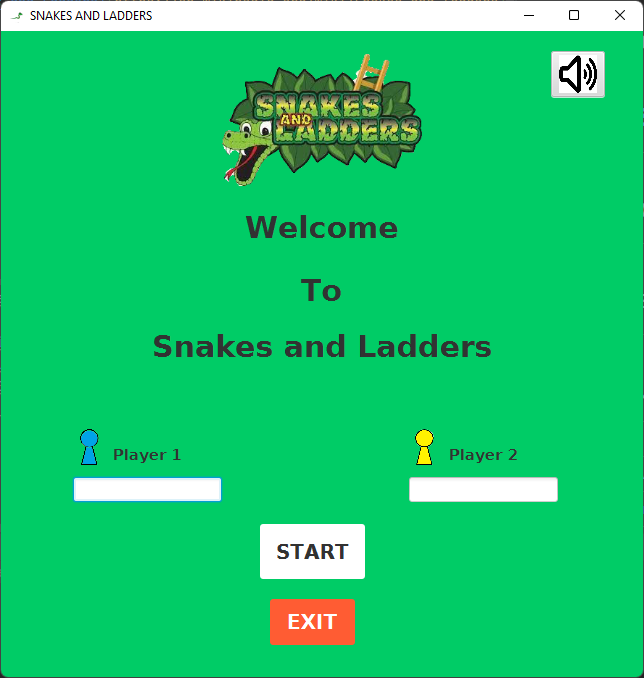 SNAKES AND LADDERS
SNAKES
AND
LADDERS
Welcome
To
Snakes and Ladders
Player 1
Player 2
START
EXIT